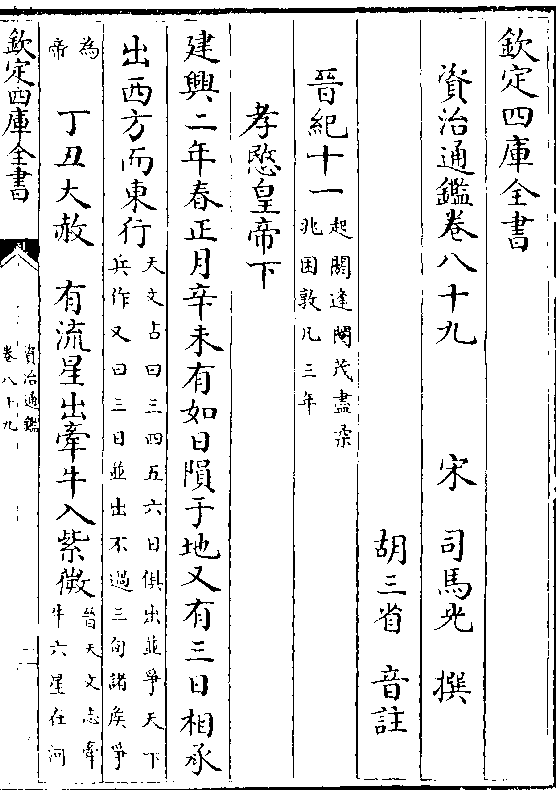 欽定四庫全書
資治通鑑卷八十九
宋 司馬光 撰
胡三省 音註
晉紀十一起閼逢閹茂盡柔
兆困敦凡三年
孝愍皇帝下
建興二年春正月辛未有如日隕于地又有三日相承
出西方而東行天文占曰三四五六日俱出並爭天下
兵作又曰三日並出不過三旬諸矦爭
為
帝
丁丑大赦 有流星出牽牛入紫微晉天文志牽
牛六星在河
欽定四庫全書
資治通鑑
卷八十九